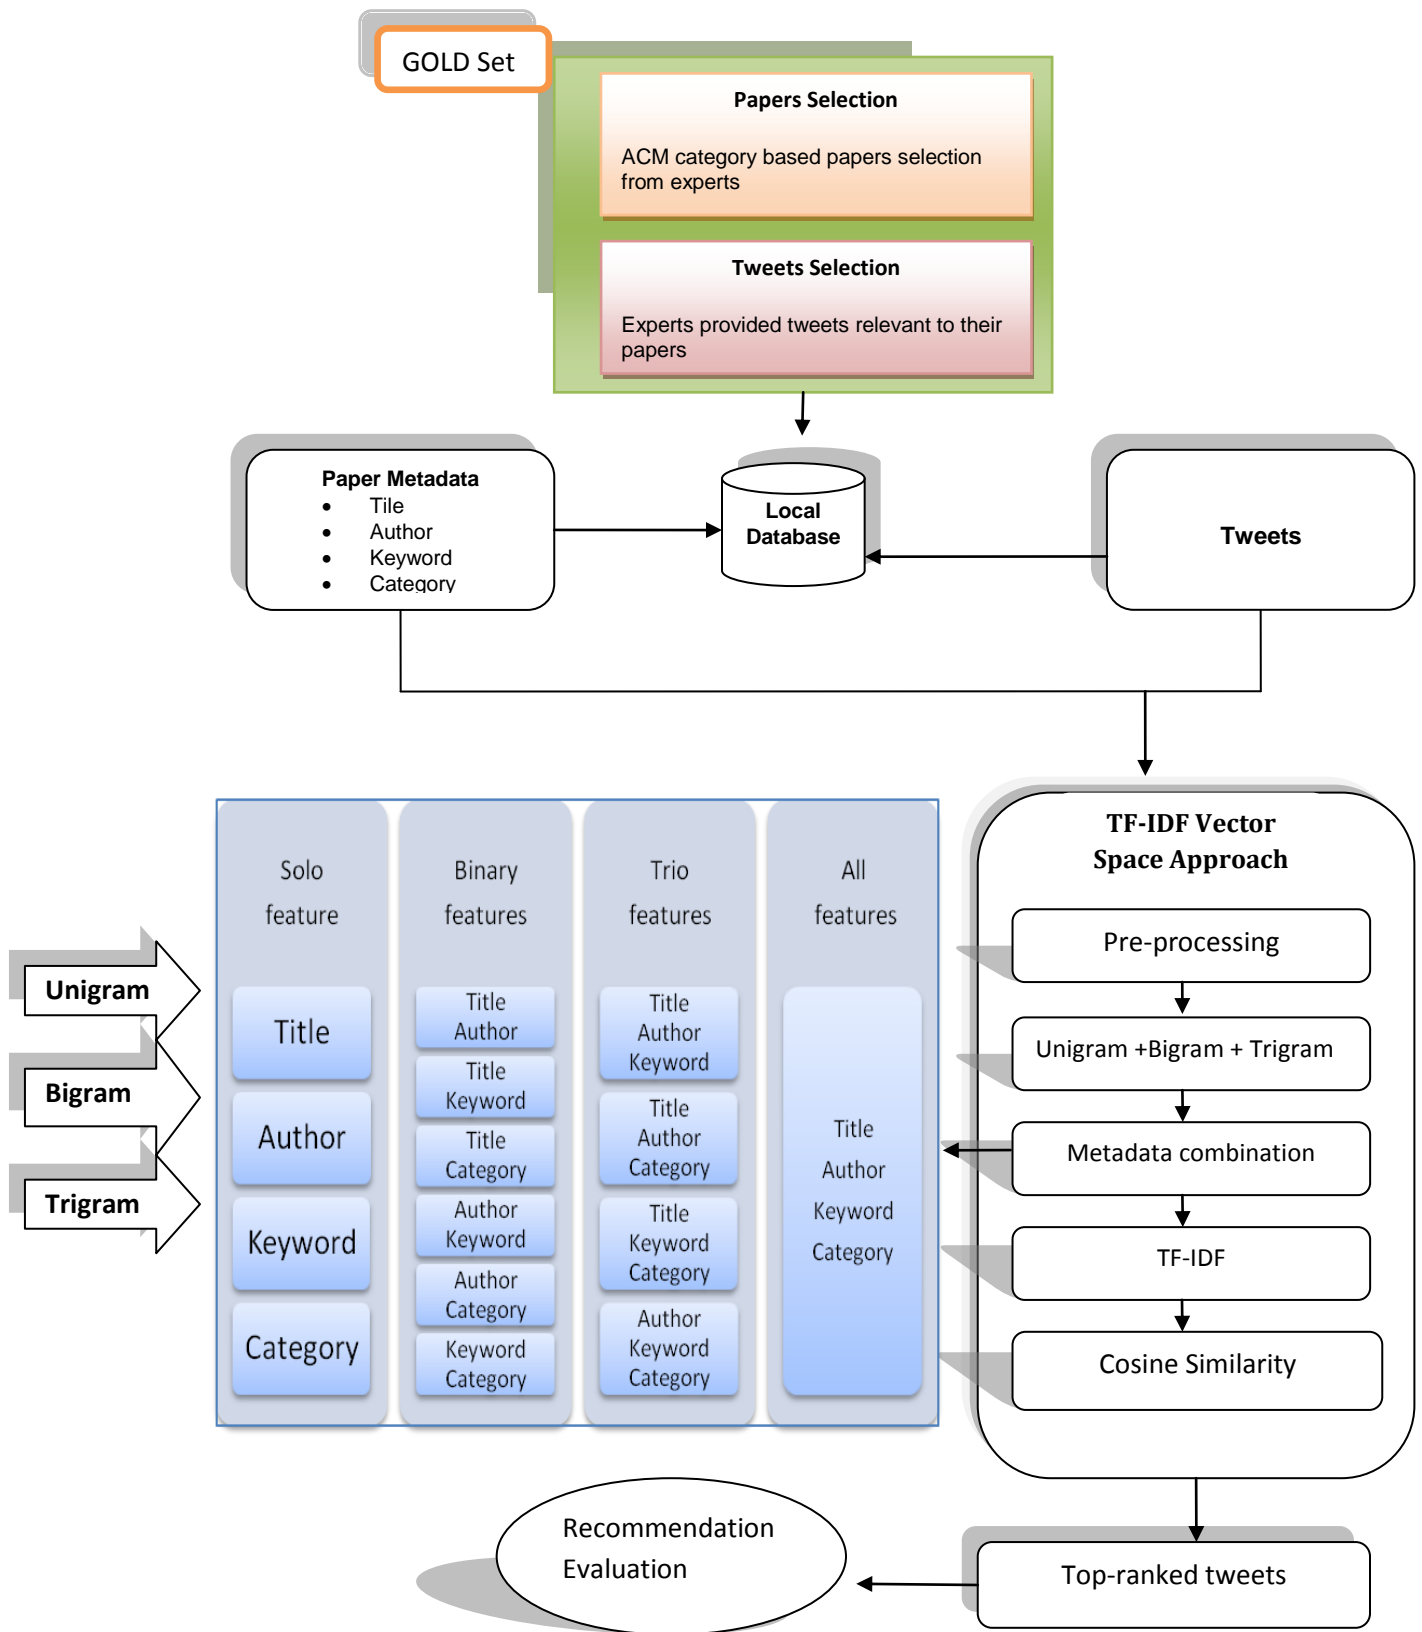 GOLD Set
Papers Selection
ACM category based papers selection
from experts
Tweets Selection
Experts provided tweets relevant to their
papers
Paper Metadata
• Tile
• Author
• Keyword
• Category
Local
Database
Tweets
TF-IDF Vector
Space Approach
Pre-processing
Unigram +Bigram + Trigram
Metadata combination
TF-IDF
Cosine Similarity
Unigram
Bigram
Trigram
Solo
feature
Title
Author
Keyword
Category
Binary
features
Title
Author
Title
Keyword
Title
Category
Author
Keyword
Author
Category
Keyword
Category
Trio
features
Title
Author
Keyword
Title
Author
Category
Title
Keyword
Category
Author
Keyword
Category
All
features
Title
Author
Keyword
Category
Top-ranked tweets
Recommendation
Evaluation